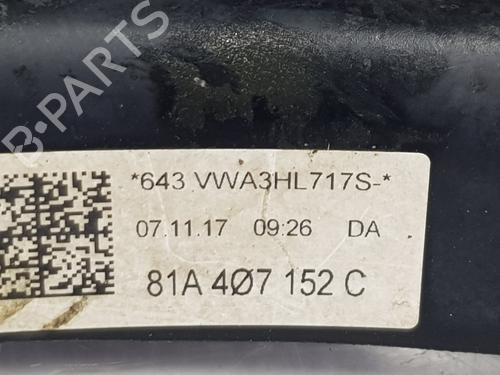 B-PARTS
*643 VWA3HL717S-*
07.11.17 09:26 DA
81A 4Ø7 152 C